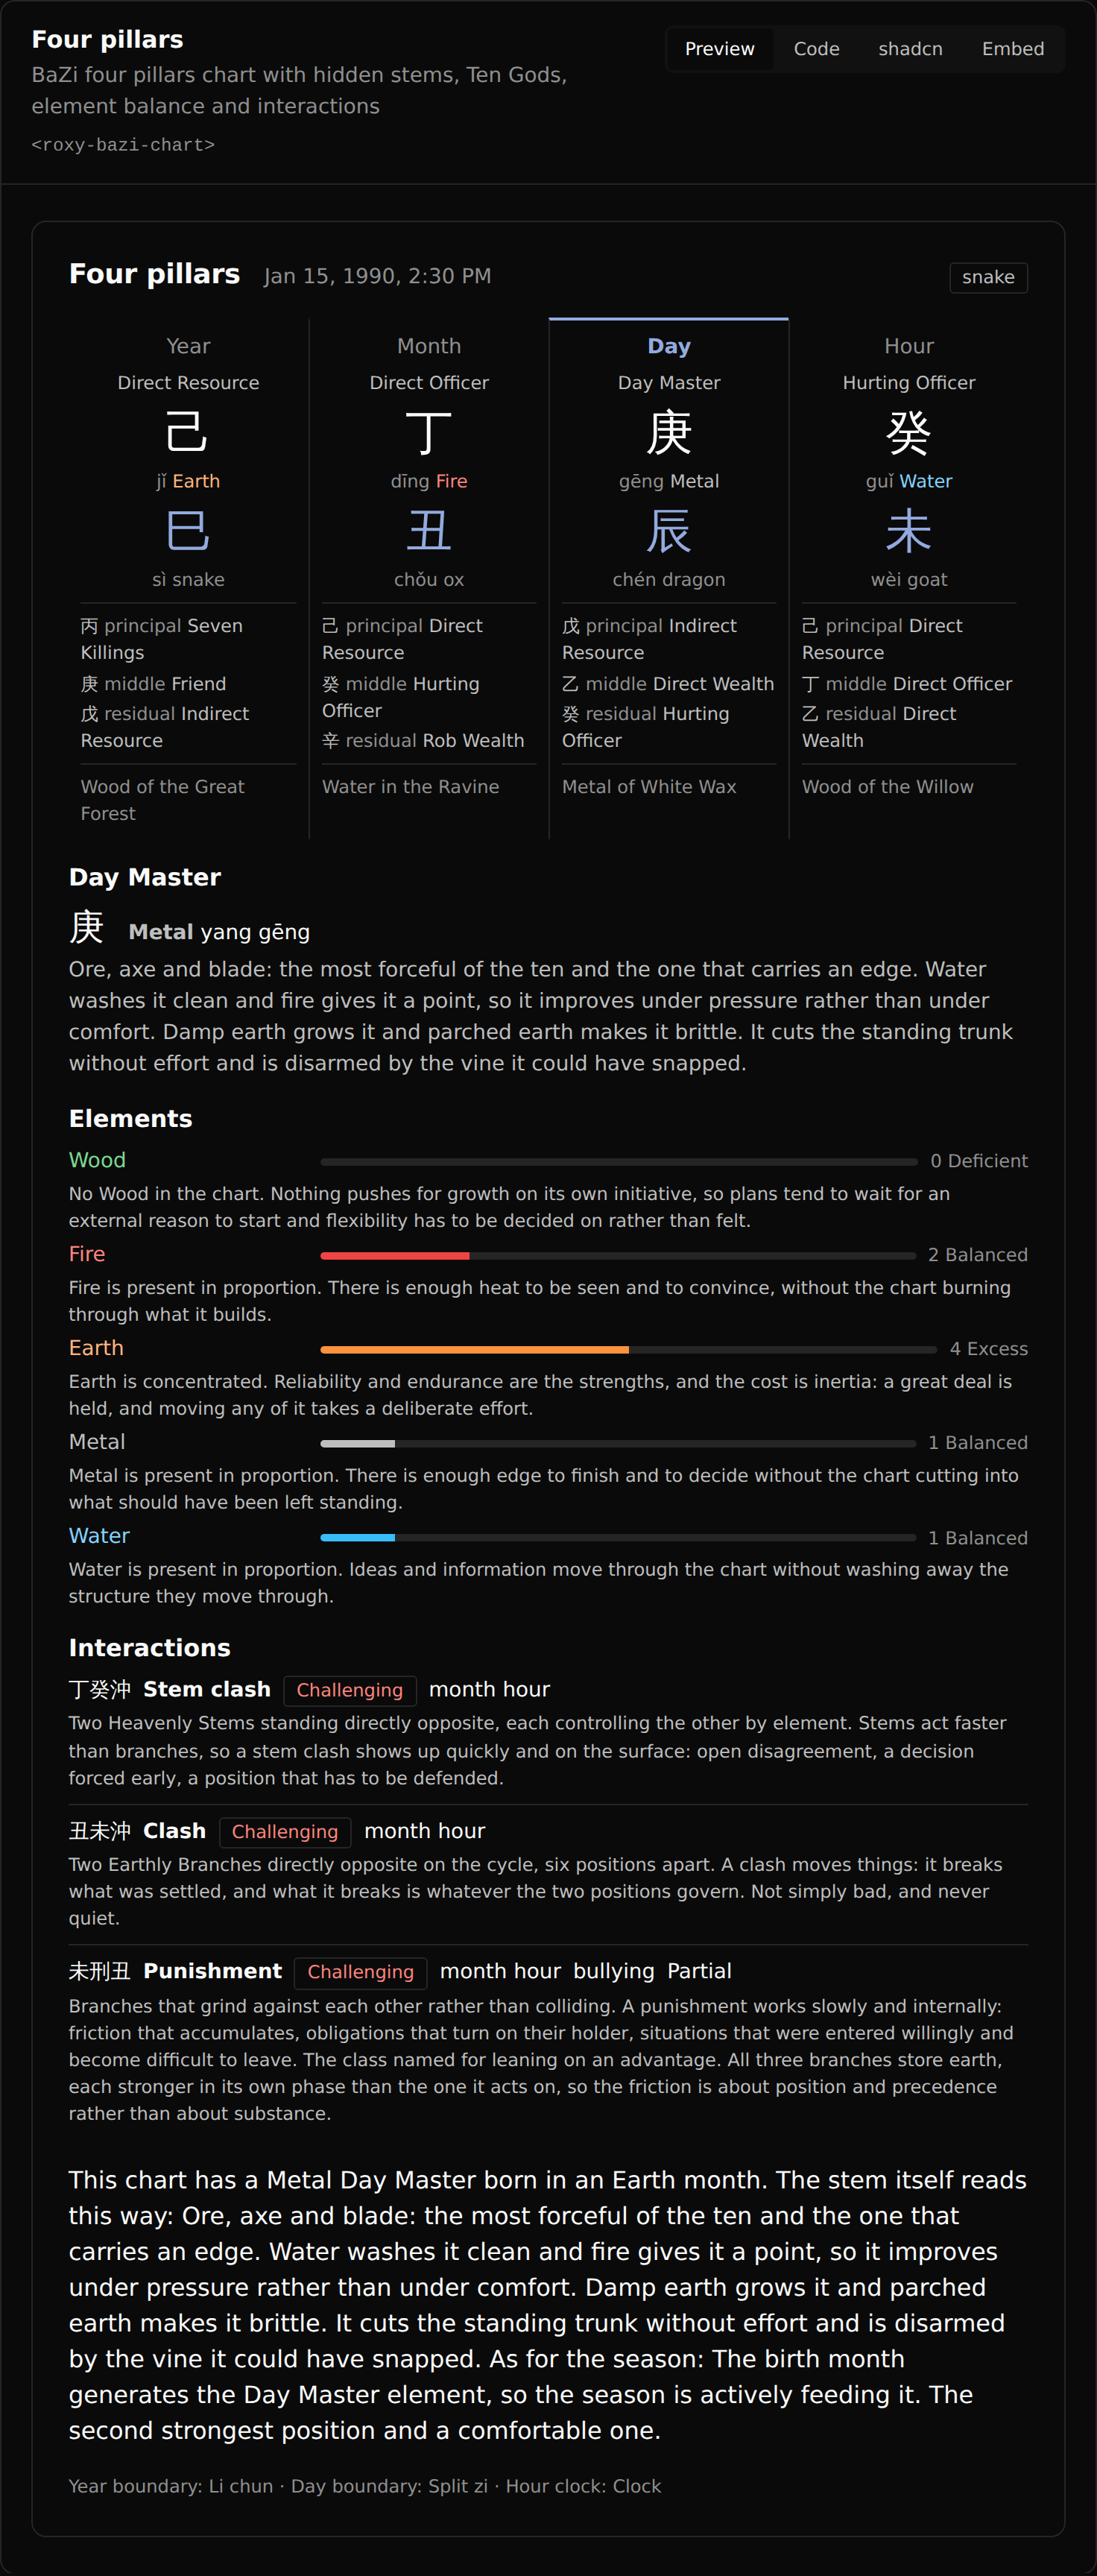 Four pillars
BaZi four pillars chart with hidden stems, Ten Gods,
element balance and interactions
<roxy-bazi-chart>
Preview Code shadcn Embed
Four pillars Jan 15, 1990, 2:30 PM snake
Year Month Day Hour
Direct Resource Direct Officer Day Master Hurting Officer
己 丁 庚 癸
jǐ Earth dīng Fire gēng Metal guǐ Water
巳 丑 辰 未
sì snake chǒu ox chén dragon wèi goat
丙 principal Seven
Killings
庚 middle Friend
戊 residual Indirect
Resource
Wood of the Great
Forest
己 principal Direct
Resource
癸 middle Hurting
Officer
辛 residual Rob Wealth
Water in the Ravine
戊 principal Indirect
Resource
乙 middle Direct Wealth
癸 residual Hurting
Officer
Metal of White Wax
己 principal Direct
Resource
丁 middle Direct Officer
乙 residual Direct
Wealth
Wood of the Willow
Day Master
庚 Metal yang gēng
Ore, axe and blade: the most forceful of the ten and the one that carries an edge. Water
washes it clean and fire gives it a point, so it improves under pressure rather than under
comfort. Damp earth grows it and parched earth makes it brittle. It cuts the standing trunk
without effort and is disarmed by the vine it could have snapped.
Elements
Wood 0 Deficient
No Wood in the chart. Nothing pushes for growth on its own initiative, so plans tend to wait for an
external reason to start and flexibility has to be decided on rather than felt.
Fire 2 Balanced
Fire is present in proportion. There is enough heat to be seen and to convince, without the chart burning
through what it builds.
Earth 4 Excess
Earth is concentrated. Reliability and endurance are the strengths, and the cost is inertia: a great deal is
held, and moving any of it takes a deliberate effort.
Metal 1 Balanced
Metal is present in proportion. There is enough edge to finish and to decide without the chart cutting into
what should have been left standing.
Water 1 Balanced
Water is present in proportion. Ideas and information move through the chart without washing away the
structure they move through.
Interactions
丁癸沖 Stem clash Challenging month hour
Two Heavenly Stems standing directly opposite, each controlling the other by element. Stems act faster
than branches, so a stem clash shows up quickly and on the surface: open disagreement, a decision
forced early, a position that has to be defended.
丑未沖 Clash Challenging month hour
Two Earthly Branches directly opposite on the cycle, six positions apart. A clash moves things: it breaks
what was settled, and what it breaks is whatever the two positions govern. Not simply bad, and never
quiet.
未刑丑 Punishment Challenging month hour bullying Partial
Branches that grind against each other rather than colliding. A punishment works slowly and internally:
friction that accumulates, obligations that turn on their holder, situations that were entered willingly and
become difficult to leave. The class named for leaning on an advantage. All three branches store earth,
each stronger in its own phase than the one it acts on, so the friction is about position and precedence
rather than about substance.
This chart has a Metal Day Master born in an Earth month. The stem itself reads
this way: Ore, axe and blade: the most forceful of the ten and the one that
carries an edge. Water washes it clean and fire gives it a point, so it improves
under pressure rather than under comfort. Damp earth grows it and parched
earth makes it brittle. It cuts the standing trunk without effort and is disarmed
by the vine it could have snapped. As for the season: The birth month
generates the Day Master element, so the season is actively feeding it. The
second strongest position and a comfortable one.
Year boundary: Li chun · Day boundary: Split zi · Hour clock: Clock